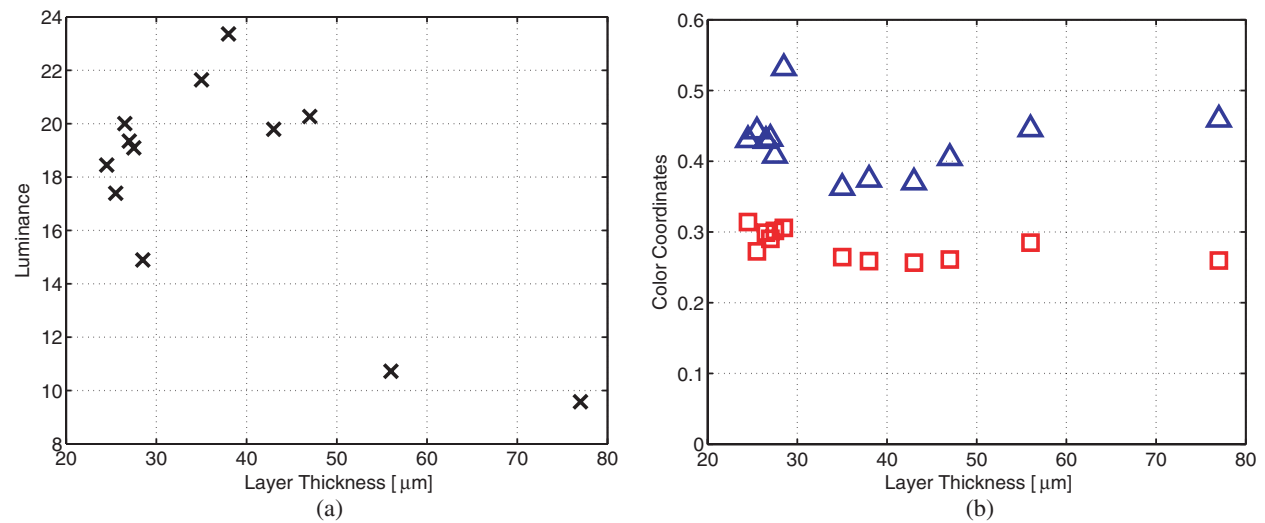 24
22
20
18
16
14
12
10
8
Luminance
20 30 40 50 60 70 80
Layer Thickness [ μm]
(a)
0.6
0.5
0.4
0.3
0.2
0.1
0
Color Coordinates
20 30 40 50 60 70 80
Layer Thickness [ μm]
(b)